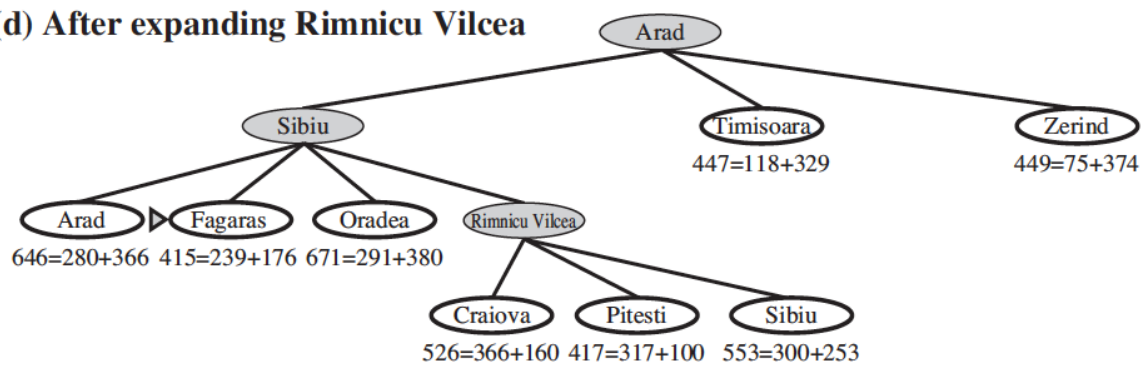 (d) After expanding Rimnicu Vilcea
Arad
Sibiu
Timisoara
Zerind
447=118+329
449=75+374
Arad
Fagaras
Oradea
Rimnicu Vilcea
646=280+366
415=239+176
671=291+380
Craiova
Pitesti
Sibiu
526=366+160
417=317+100
553=300+253